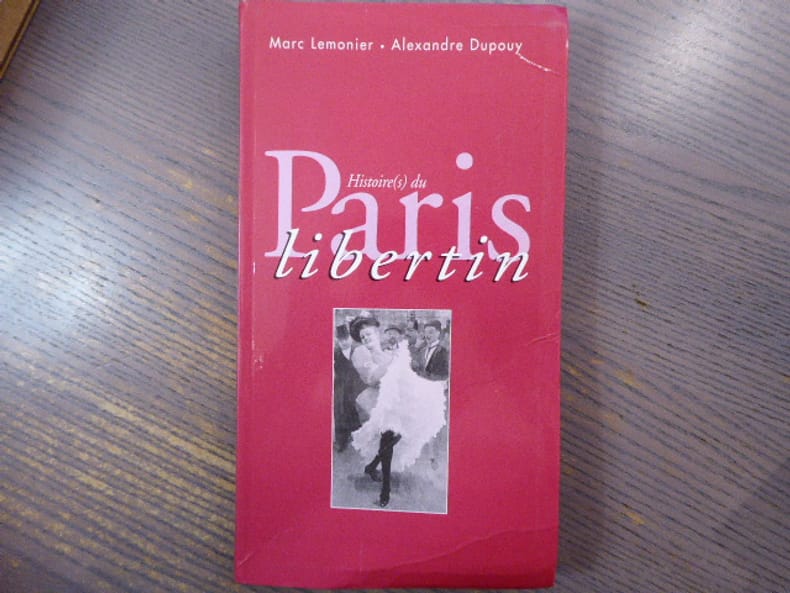 Marc Lemonier • Alexandre Dupouy
Histoire(s) du
Paris
libertin